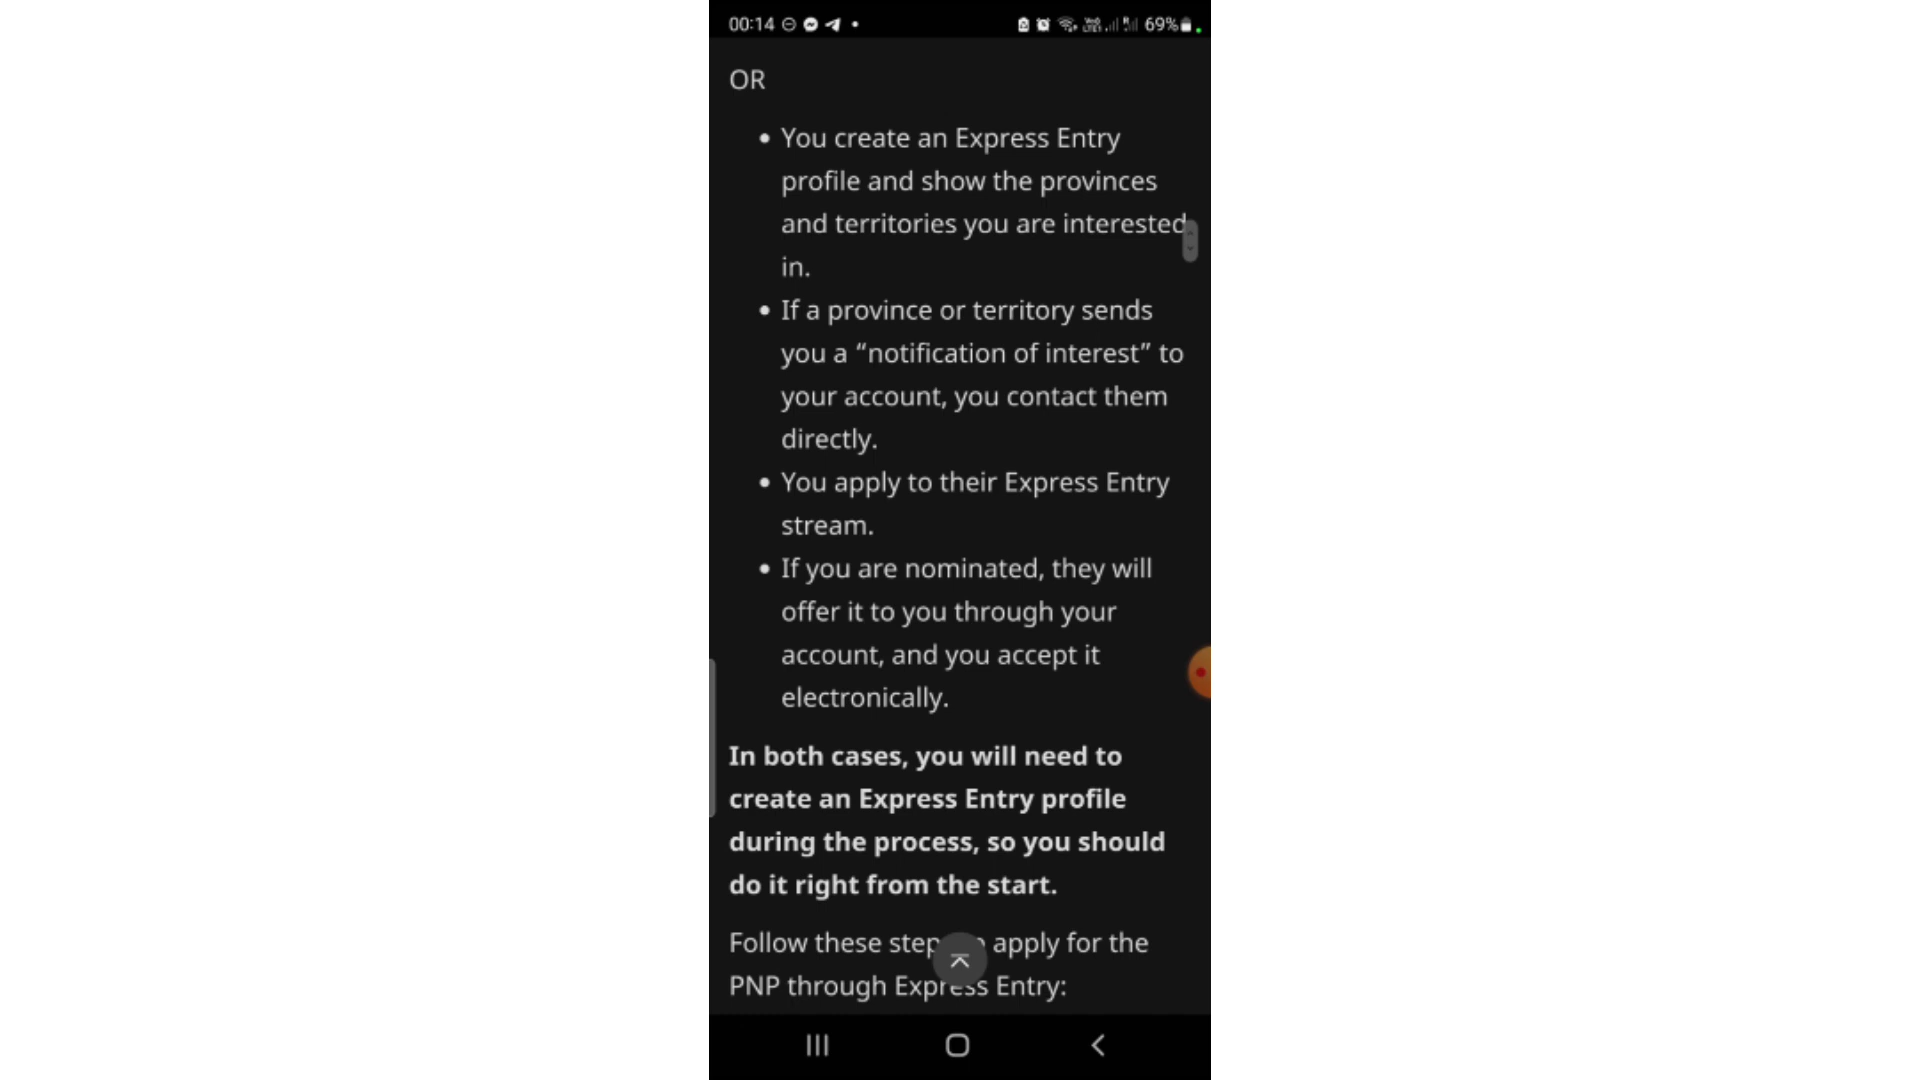 00:14
69%
OR
• You create an Express Entry
profile and show the provinces
and territories you are interested
in.
• If a province or territory sends
you a “notification of interest” to
your account, you contact them
directly.
• You apply to their Express Entry
stream.
• If you are nominated, they will
offer it to you through your
account, and you accept it
electronically.
In both cases, you will need to
create an Express Entry profile
during the process, so you should
do it right from the start.
Follow these step apply for the
PNP through Express Entry: